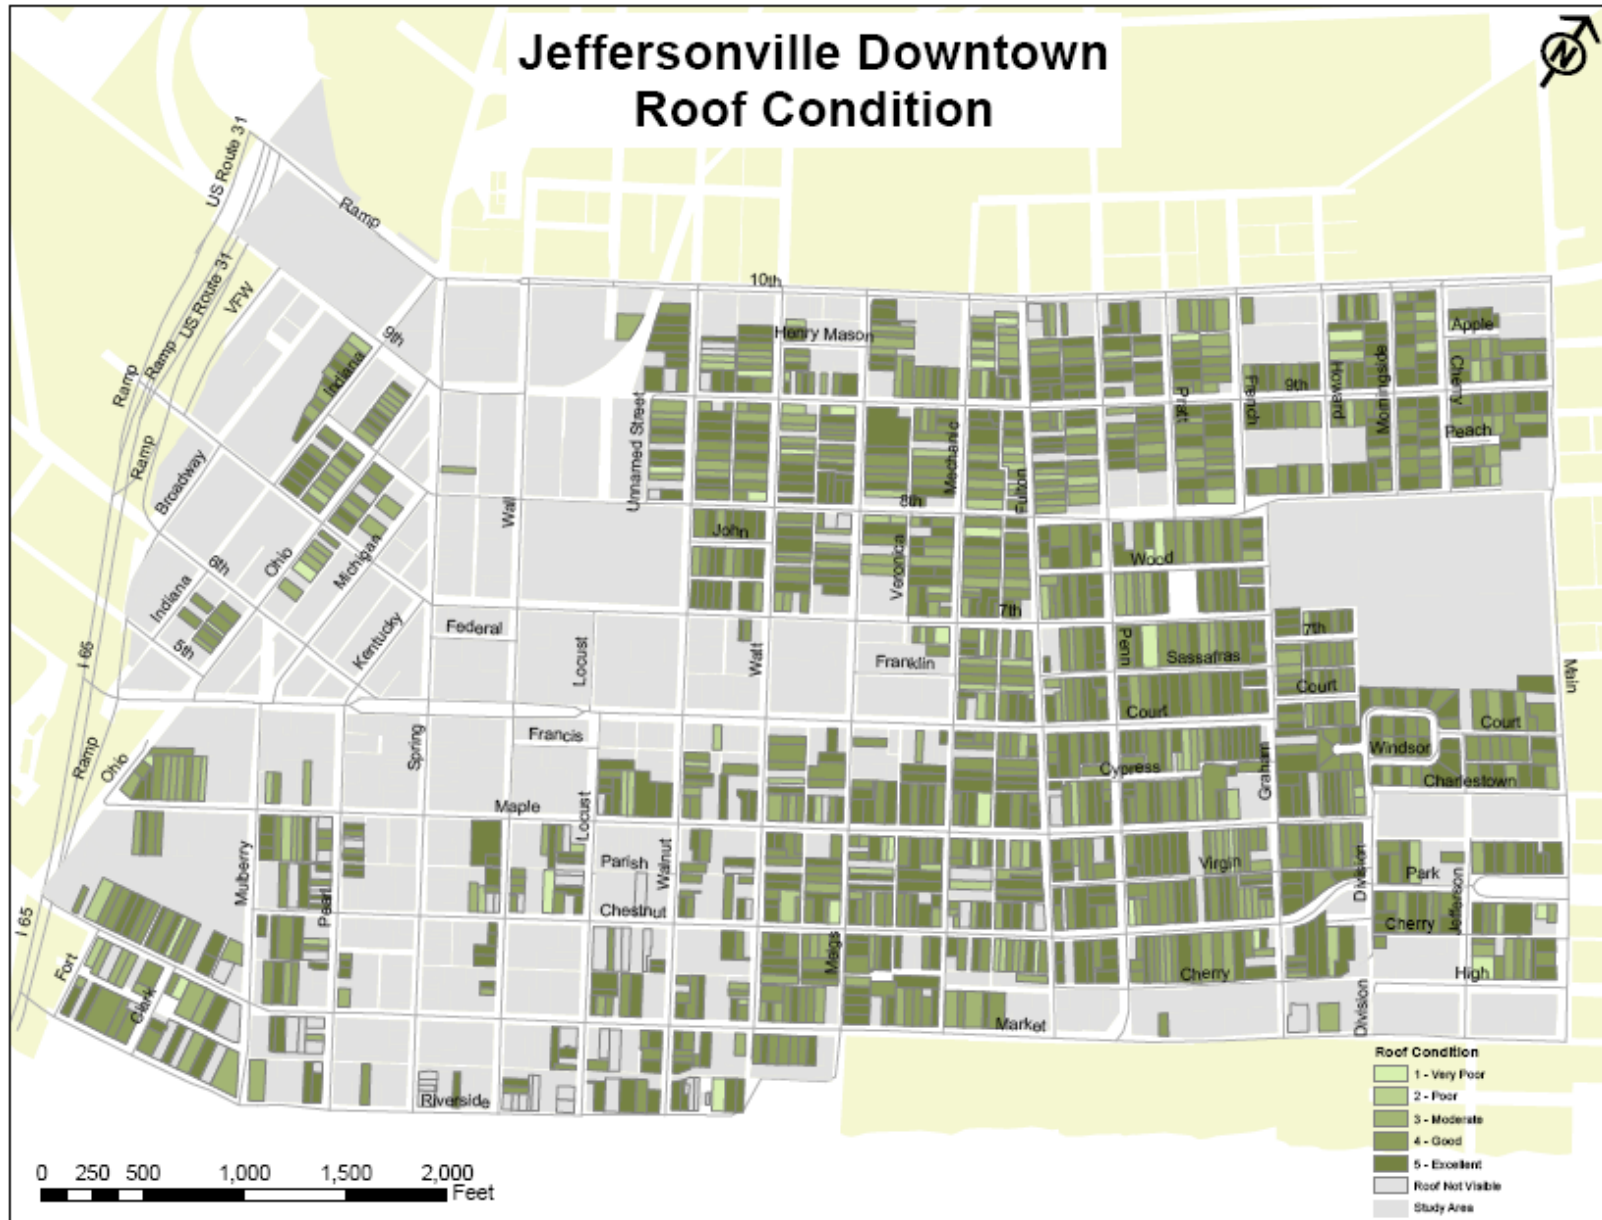 Jeffersonville Downtown
Roof Condition
N
US Route 31
Ramp
10th
US Route 31
VFW
9th
Henry Mason
Apple
Ramp
Ramp
Indiana
9th
Pratt
French
Howard
Morningside
Cherry
Peach
Ramp
Broadway
Unnamed Street
Mechanic
Fulton
8th
Wall
John
Wood
6th
Ohio
Michigan
Veronica
Indiana
7th
7th
5th
Kentucky
Federal
Locust
Watt
Franklin
Penn
Sassafras
Court
Main
I 65
Court
Court
Francis
Spring
Windsor
Ramp
Ohio
Cypress
Graham
Charlestown
Maple
Locust
Mulberry
Parish
Walnut
Virgin
Division
Park
Pearl
Chestnut
Cherry
Jefferson
I 65
Fort
Meigs
Cherry
High
Clark
Market
Division
Riverside
Roof Condition
1 - Very Poor
2 - Poor
3 - Moderate
4 - Good
5 - Excellent
Roof Not Visible
Study Area
0 250 500 1,000 1,500 2,000
Feet